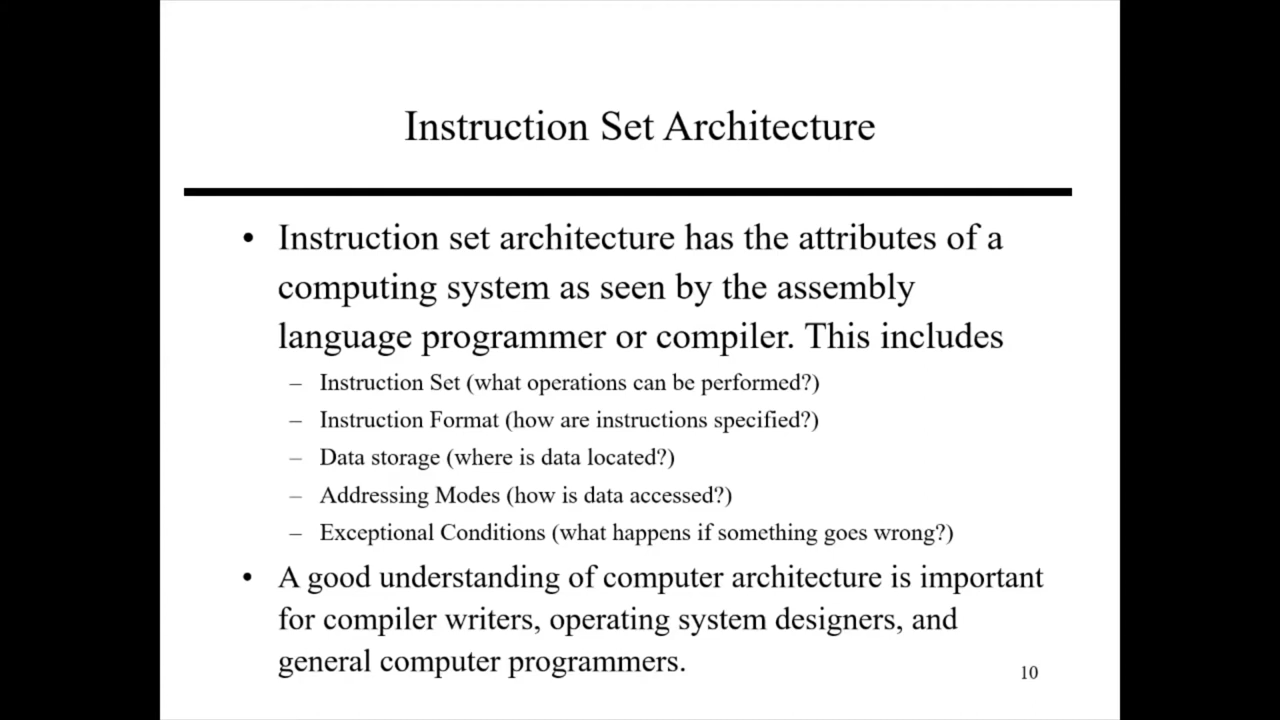 Instruction Set Architecture
• Instruction set architecture has the attributes of a
computing system as seen by the assembly
language programmer or compiler. This includes
– Instruction Set (what operations can be performed?)
– Instruction Format (how are instructions specified?)
– Data storage (where is data located?)
– Addressing Modes (how is data accessed?)
– Exceptional Conditions (what happens if something goes wrong?)
• A good understanding of computer architecture is important
for compiler writers, operating system designers, and
general computer programmers.
10